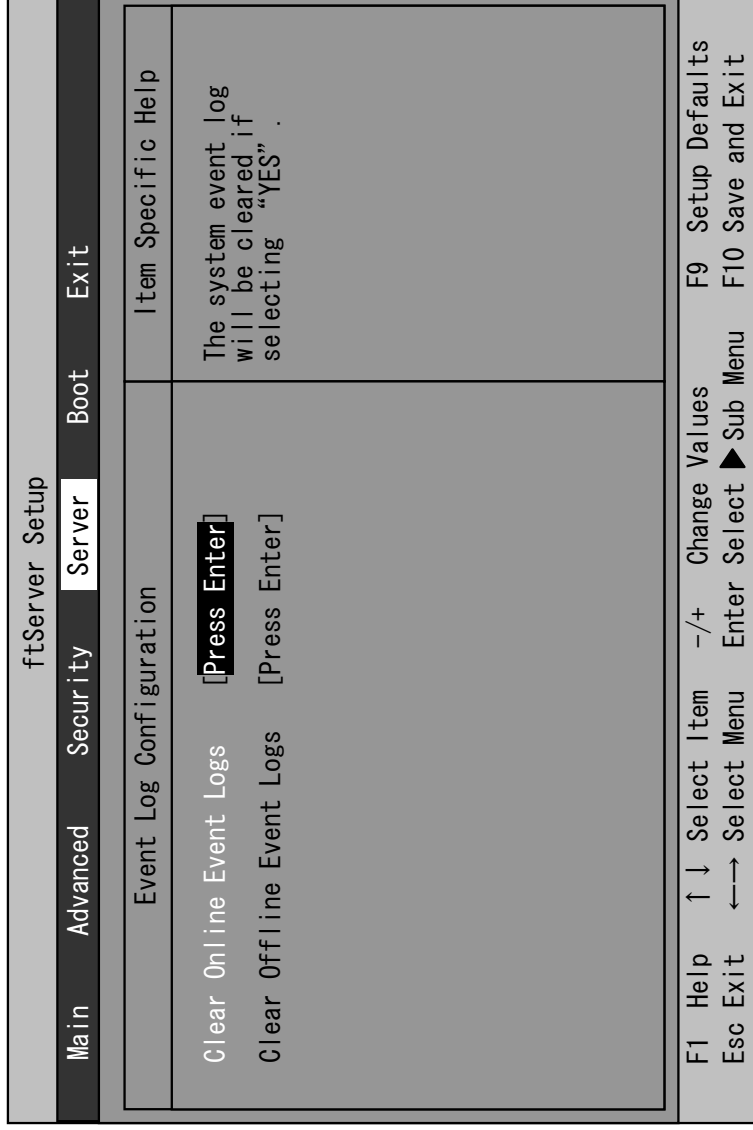 ftServer Setup
Main Advanced Security Server Boot Exit
Event Log Configuration
Item Specific Help
Clear Online Event Logs [Press Enter]
Clear Offline Event Logs [Press Enter]
The system event log
will be cleared if
selecting “YES” .
F1 Help ↑↓ Select Item -/+ Change Values F9 Setup Defaults
Esc Exit ←→ Select Menu Enter Select ▶ Sub Menu F10 Save and Exit